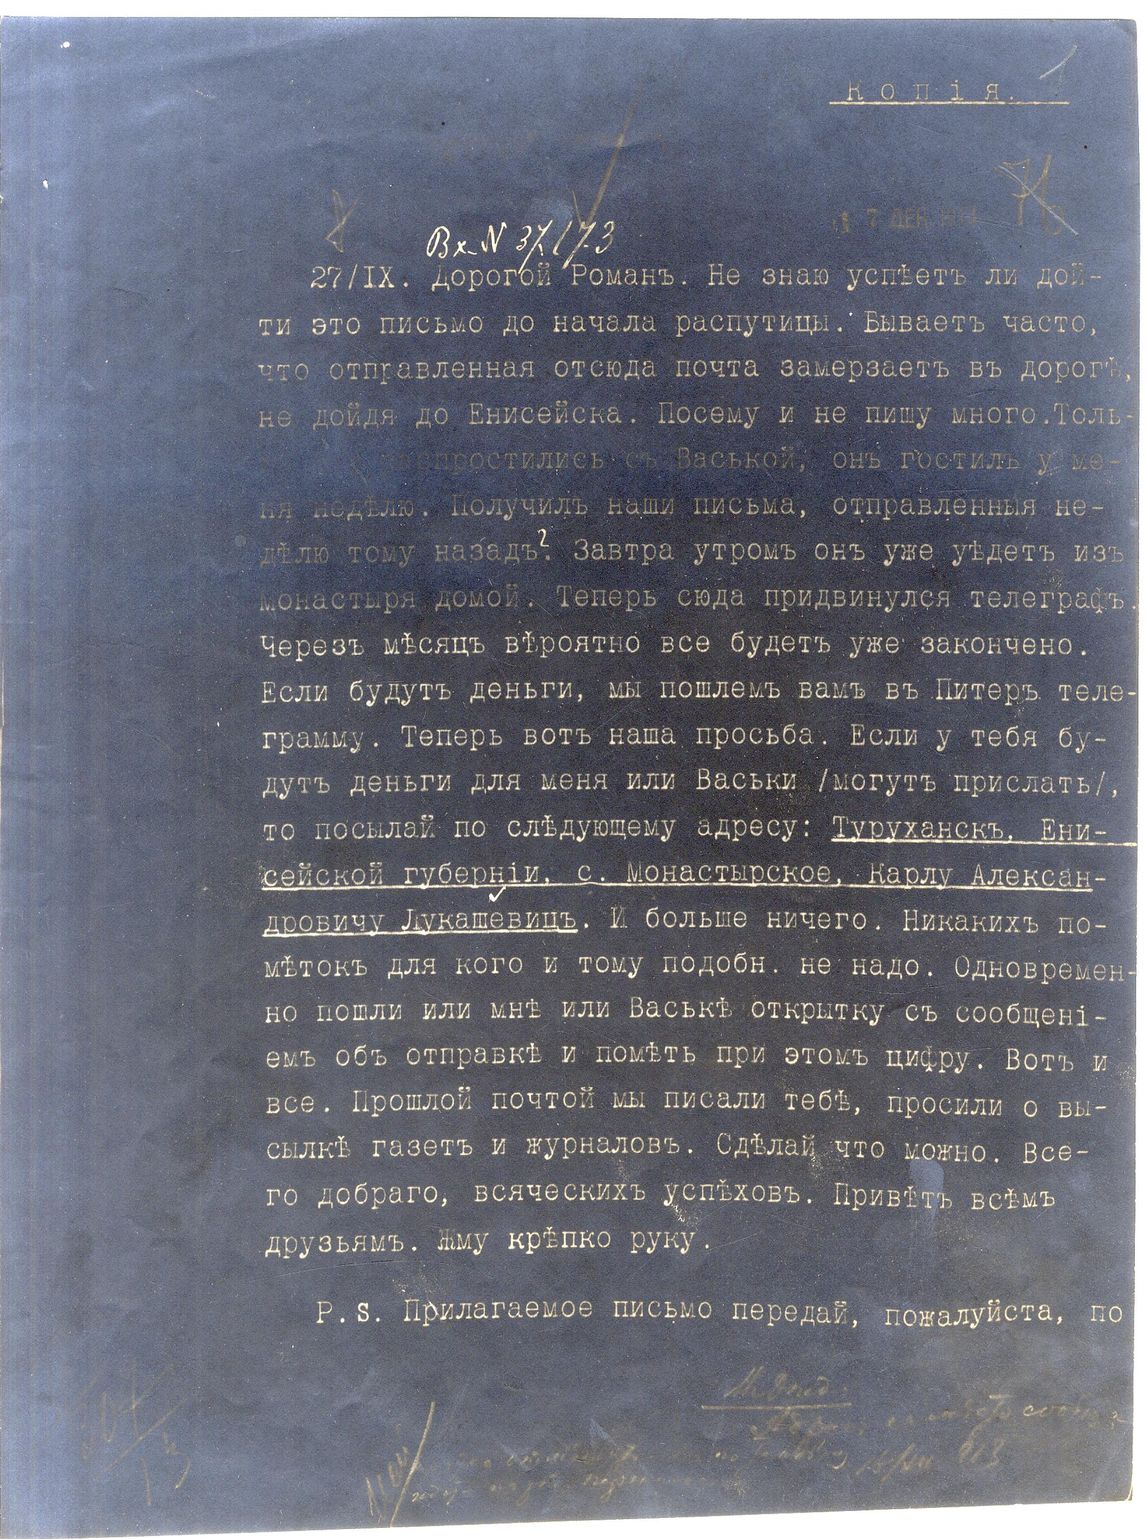 Копія.
7 ДЕК
Вх. N 37173
27/IX. Дорогой Романъ. Не знаю успѣетъ ли дой-
ти это письмо до начала распутицы. Бываетъ часто,
что отправленная отсюда почта замерзаетъ въ дорогѣ,
не дойдя до Енисейска. Посему и не пишу много.Толь-
распростились съ Васькой, онъ гостилъ у ме-
ня недѣлю. Получилъ наши письма, отправленныя не-
дѣлю тому назадъ?. Завтра утромъ онъ уже уѣдетъ изъ
монастыря домой. Теперь сюда придвинулся телеграфъ.
Черезъ мѣсяцъ вѣроятно все будетъ уже закончено.
Если будутъ деньги, мы пошлемъ вамъ въ Питеръ теле-
грамму. Теперь вотъ наша просьба. Если у тебя бу-
дутъ деньги для меня или Васьки /могутъ прислать/,
то посылай по слѣдующему адресу: Туруханскъ, Ени-
сейской губерніи, с. Монастырское, Карлу Алексан-
дровичу Лукашевицъ. И больше ничего. Никакихъ по-
мѣтокъ для кого и тому подобн. не надо. Одновремен-
но пошли или мнѣ или Васькѣ открытку съ сообщені-
емъ объ отправкѣ и помѣть при этомъ цифру. Вотъ и
все. Прошлой почтой мы писали тебѣ, просили о вы-
сылкѣ газетъ и журналовъ. Сдѣлай что можно. Все-
го добраго, всяческихъ успѣховъ. Привѣтъ всѣмъ
друзьямъ. Жму крѣпко руку.
P.S. Прилагаемое письмо передай, пожалуйста, по